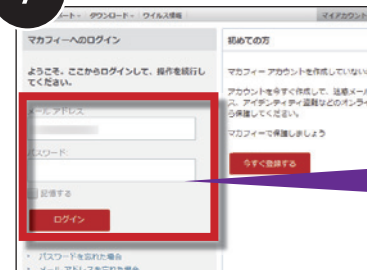 ダウンロード・ウイルス情報
マイアカウント
マカフィーへのログイン
ようこそ。ここからログインして、操作を続行し
てください。
メール アドレス
パスワード
記憶する
ログイン
・ パスワードを忘れた場合
・ メール アドレスを忘れた場合
初めての方
マカフィー アカウントを作成していない
アカウントを今すぐ作成して、迷惑メール
ス、アイデンティティ盗難などのオンライ
ら保護してください。
マカフィーで保護しましょう
今すぐ登録する